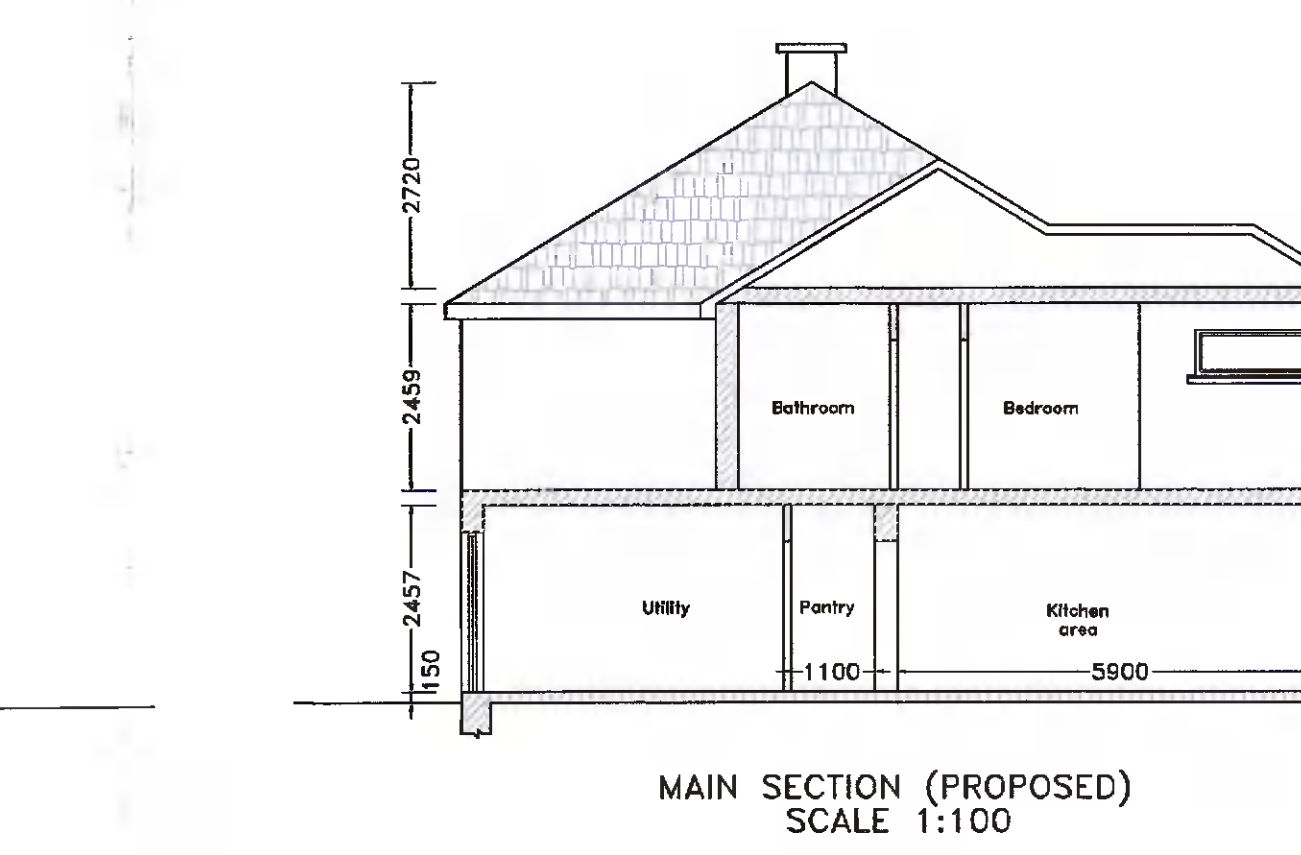 2720
2459
Bathroom
Bedroom
2457
Utility
Pantry
Kitchen
area
150
1100
5900
MAIN SECTION (PROPOSED)
SCALE 1:100